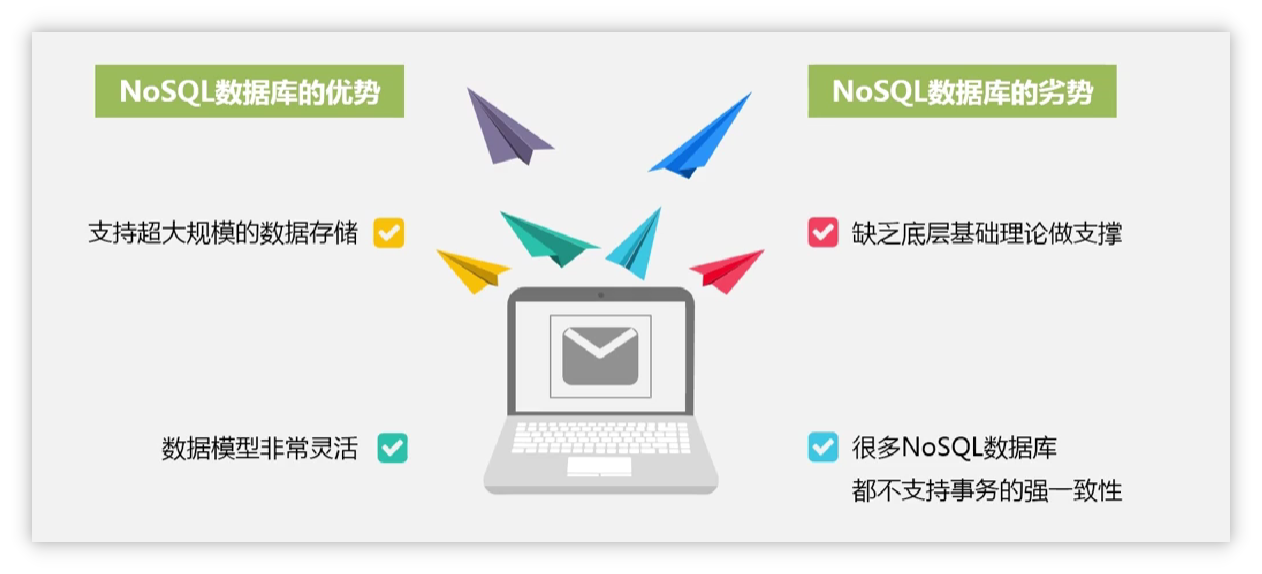 NoSQL数据库的优势
支持超大规模的数据存储
数据模型非常灵活
NoSQL数据库的劣势
缺乏底层基础理论做支撑
很多NoSQL数据库
都不支持事务的强一致性